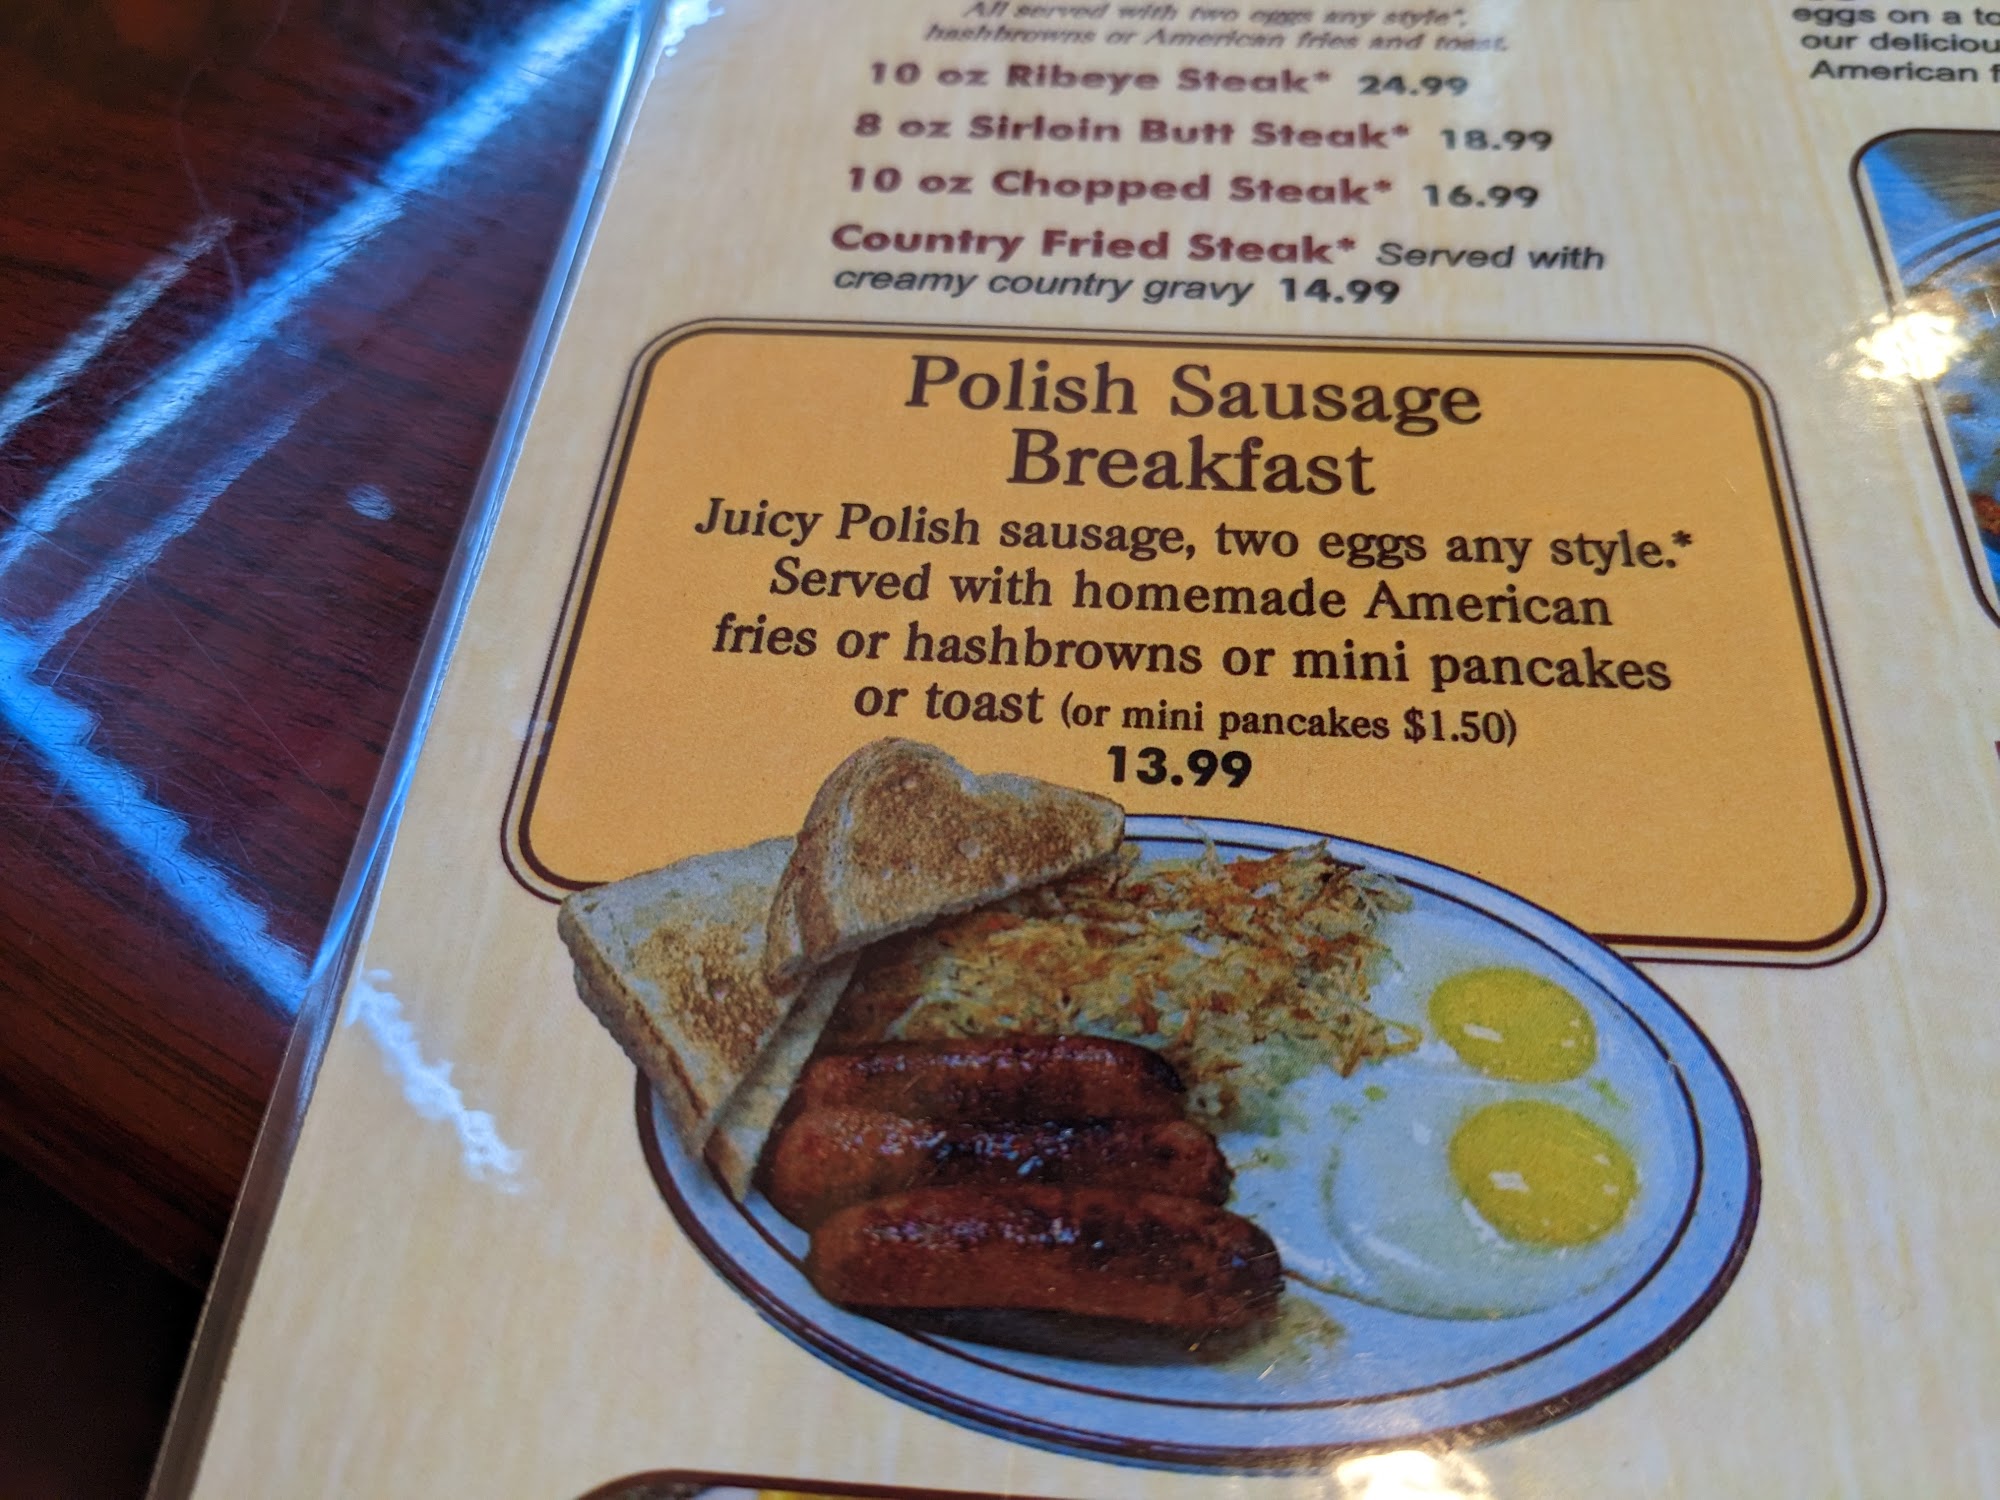 All served with two eggs any style*,
hashbrowns or American fries and toast.
10 oz Ribeye Steak* 24.99
8 oz Sirloin Butt Steak* 18.99
10 oz Chopped Steak* 16.99
Country Fried Steak* Served with
creamy country gravy 14.99
Polish Sausage
Breakfast
Juicy Polish sausage, two eggs any style.*
Served with homemade American
fries or hashbrowns or mini pancakes
or toast (or mini pancakes $1.50)
13.99
eggs on a
our
American